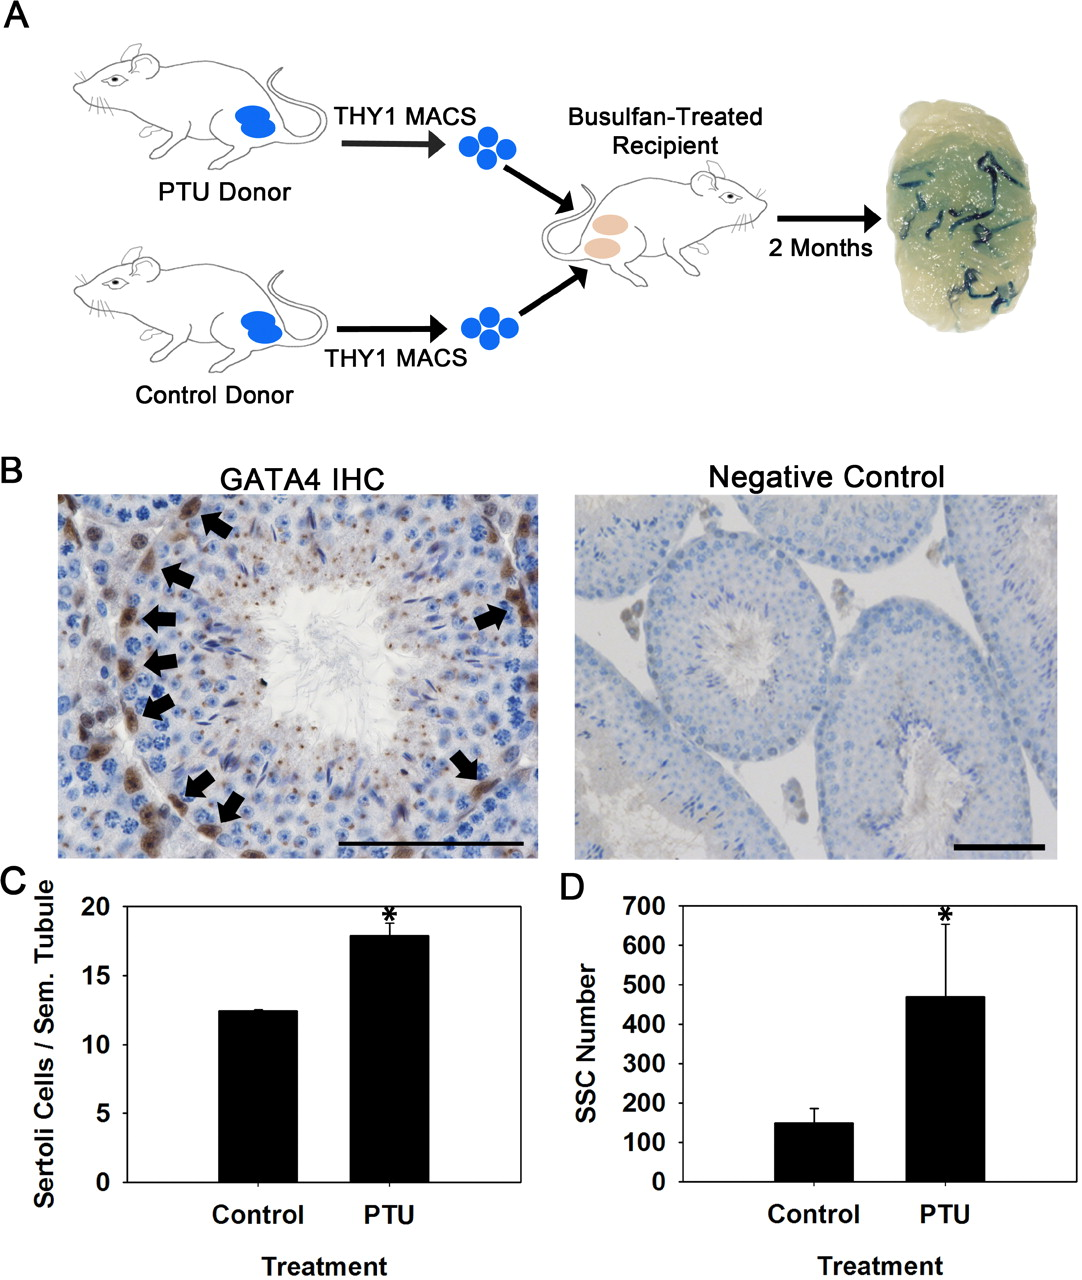 A
THY1 MACS
PTU Donor
Busulfan-Treated
Recipient
2 Months
THY1 MACS
Control Donor
B
GATA4 IHC
Negative Control
C
Sertoli Cells / Sem. Tubule
20
15
10
5
0
*
Control
PTU
Treatment
D
SSC Number
700
600
500
400
300
200
100
0
*
Control
PTU
Treatment